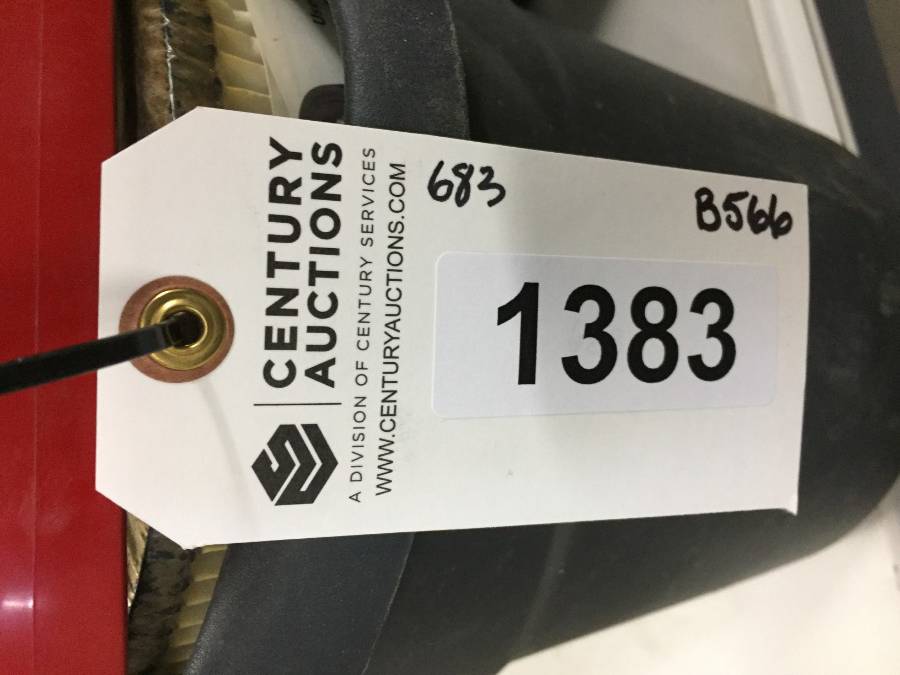 CENTURY
AUCTIONS
A DIVISION OF CENTURY SERVICES
WWW.CENTURYAUCTIONS.COM
683
B566
1383